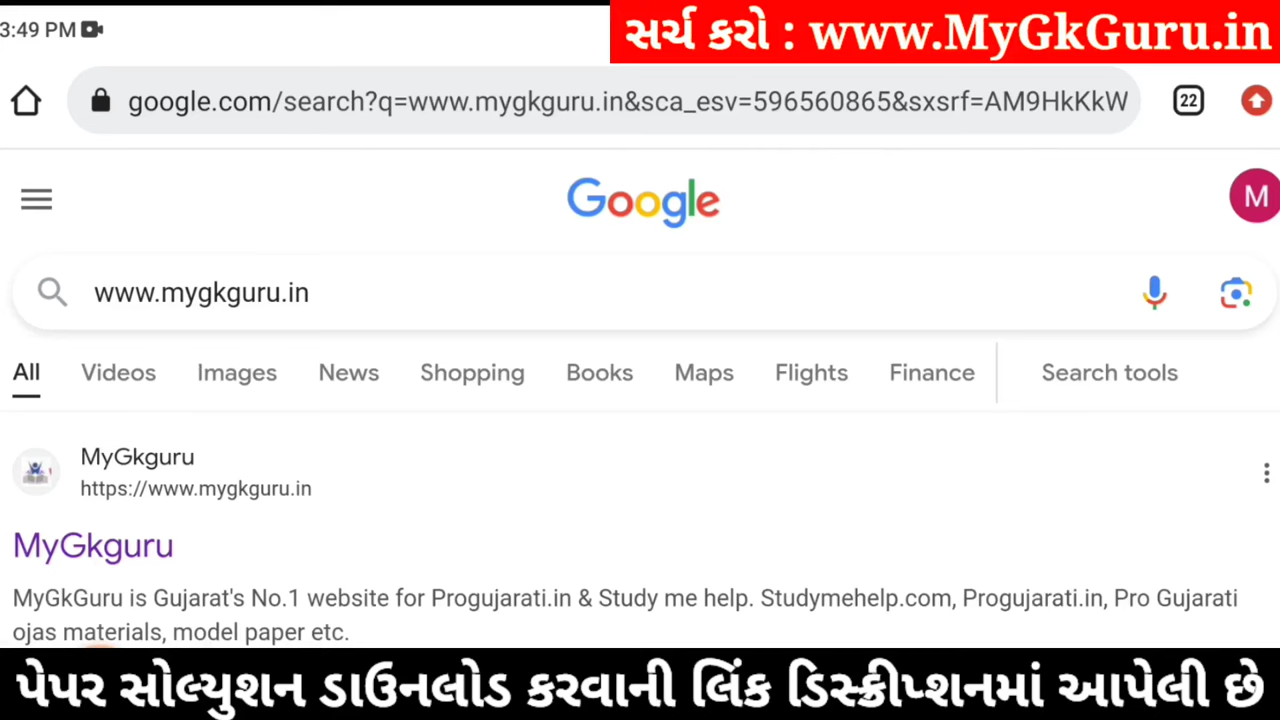 3:49 PM
સર્ચ કરો : www.MyGkGuru.in
google.com/search?q=www.mygkguru.in&sca_esv=596560865&sxsrf=AM9HkKkW
22
Google
M
www.mygkguru.in
All Videos Images News Shopping Books Maps Flights Finance Search tools
MyGkguru
https://www.mygkguru.in
MyGkguru
MyGkGuru is Gujarat's No.1 website for Progujarati.in & Study me help. Studymehelp.com, Progujarati.in, Pro Gujarati
ojas materials, model paper etc.
પેપર સોલ્યુશન ડાઉનલોડ કરવાની લિંક ડિસ્ક્રીપ્શનમાં આપેલી છે